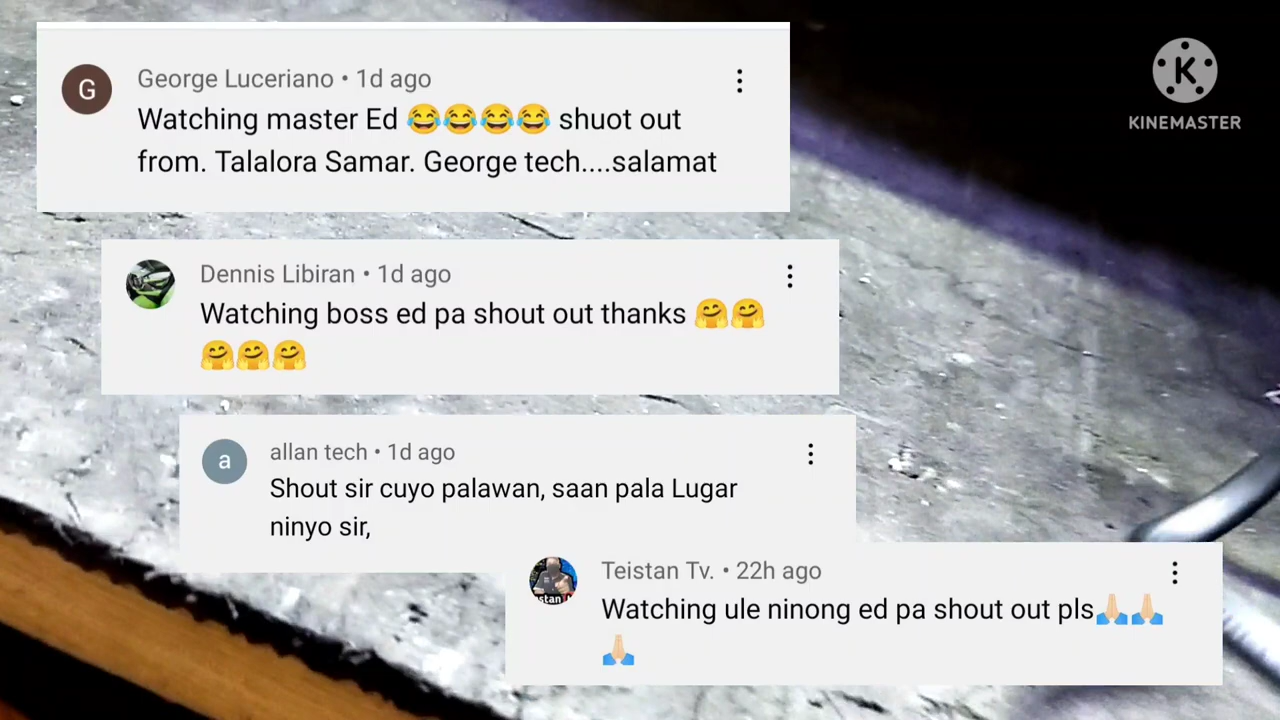 G
George Luceriano • 1d ago
Watching master Ed 😂😂😂😂 shuot out
from. Talalora Samar. George tech....salamat
K
KINEMASTER
Dennis Libiran • 1d ago
Watching boss ed pa shout out thanks 🤗🤗
🤗🤗🤗
a
allan tech • 1d ago
Shout sir cuyo palawan, saan pala Lugar
ninyo sir,
stan
Teistan Tv. • 22h ago
Watching ule ninong ed pa shout out pls🙏🏼🙏🏼
🙏🏼